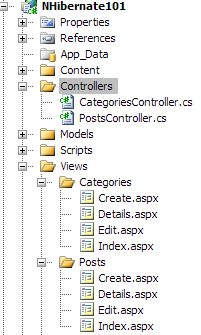 NHibernate101
Properties
References
App_Data
Content
Controllers
CategoriesController.cs
PostsController.cs
Models
Scripts
Views
Categories
Create.aspx
Details.aspx
Edit.aspx
Index.aspx
Posts
Create.aspx
Details.aspx
Edit.aspx
Index.aspx